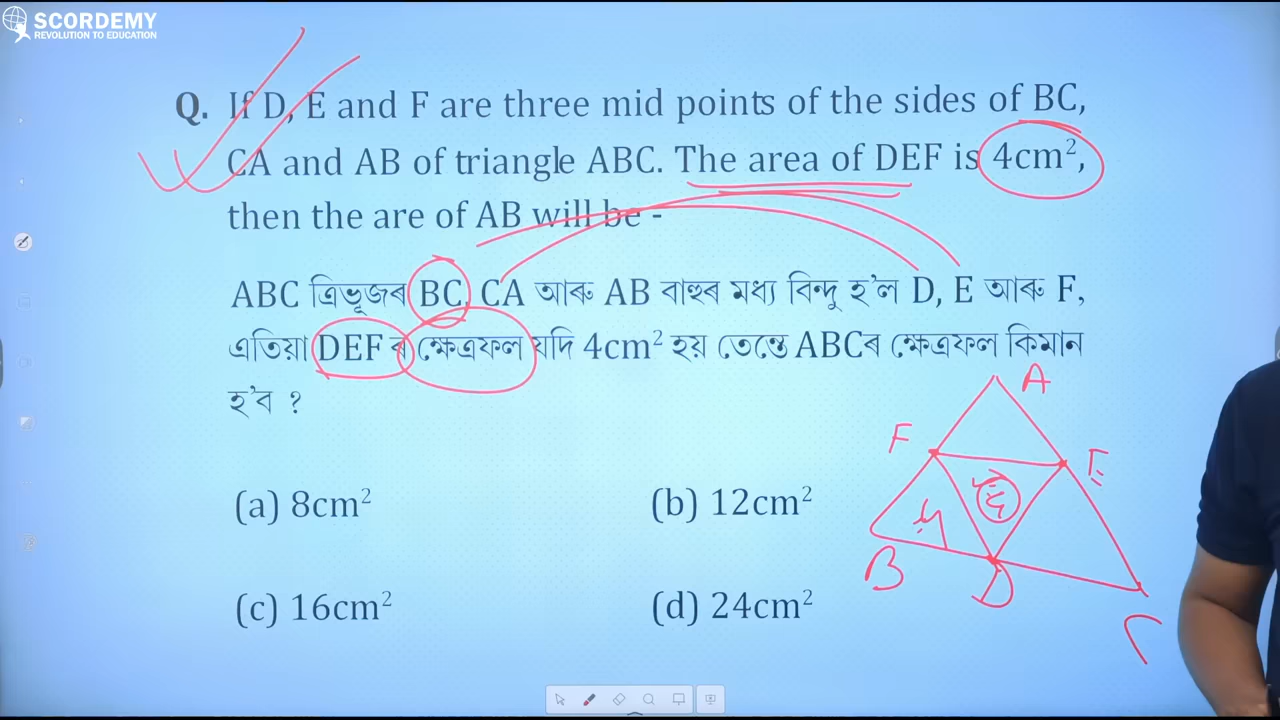 SCORDEMY
REVOLUTION TO EDUCATION
Q. If D, E and F are three mid points of the sides of BC,
CA and AB of triangle ABC. The area of DEF is 4cm²,
then the are of AB will be -
ABC ত্ৰিভূজৰ BC, CA আৰু AB বাহুৰ মধ্য বিন্দু হ'ল D, E আৰু F,
এতিয়া DEF ৰ ক্ষেত্ৰফল যদি 4cm² হয় তেন্তে ABCৰ ক্ষেত্ৰফল কিমান
হ'ব ?
(a) 8cm²
(b) 12cm²
(c) 16cm²
(d) 24cm²
A
F
E
4
B
D
C